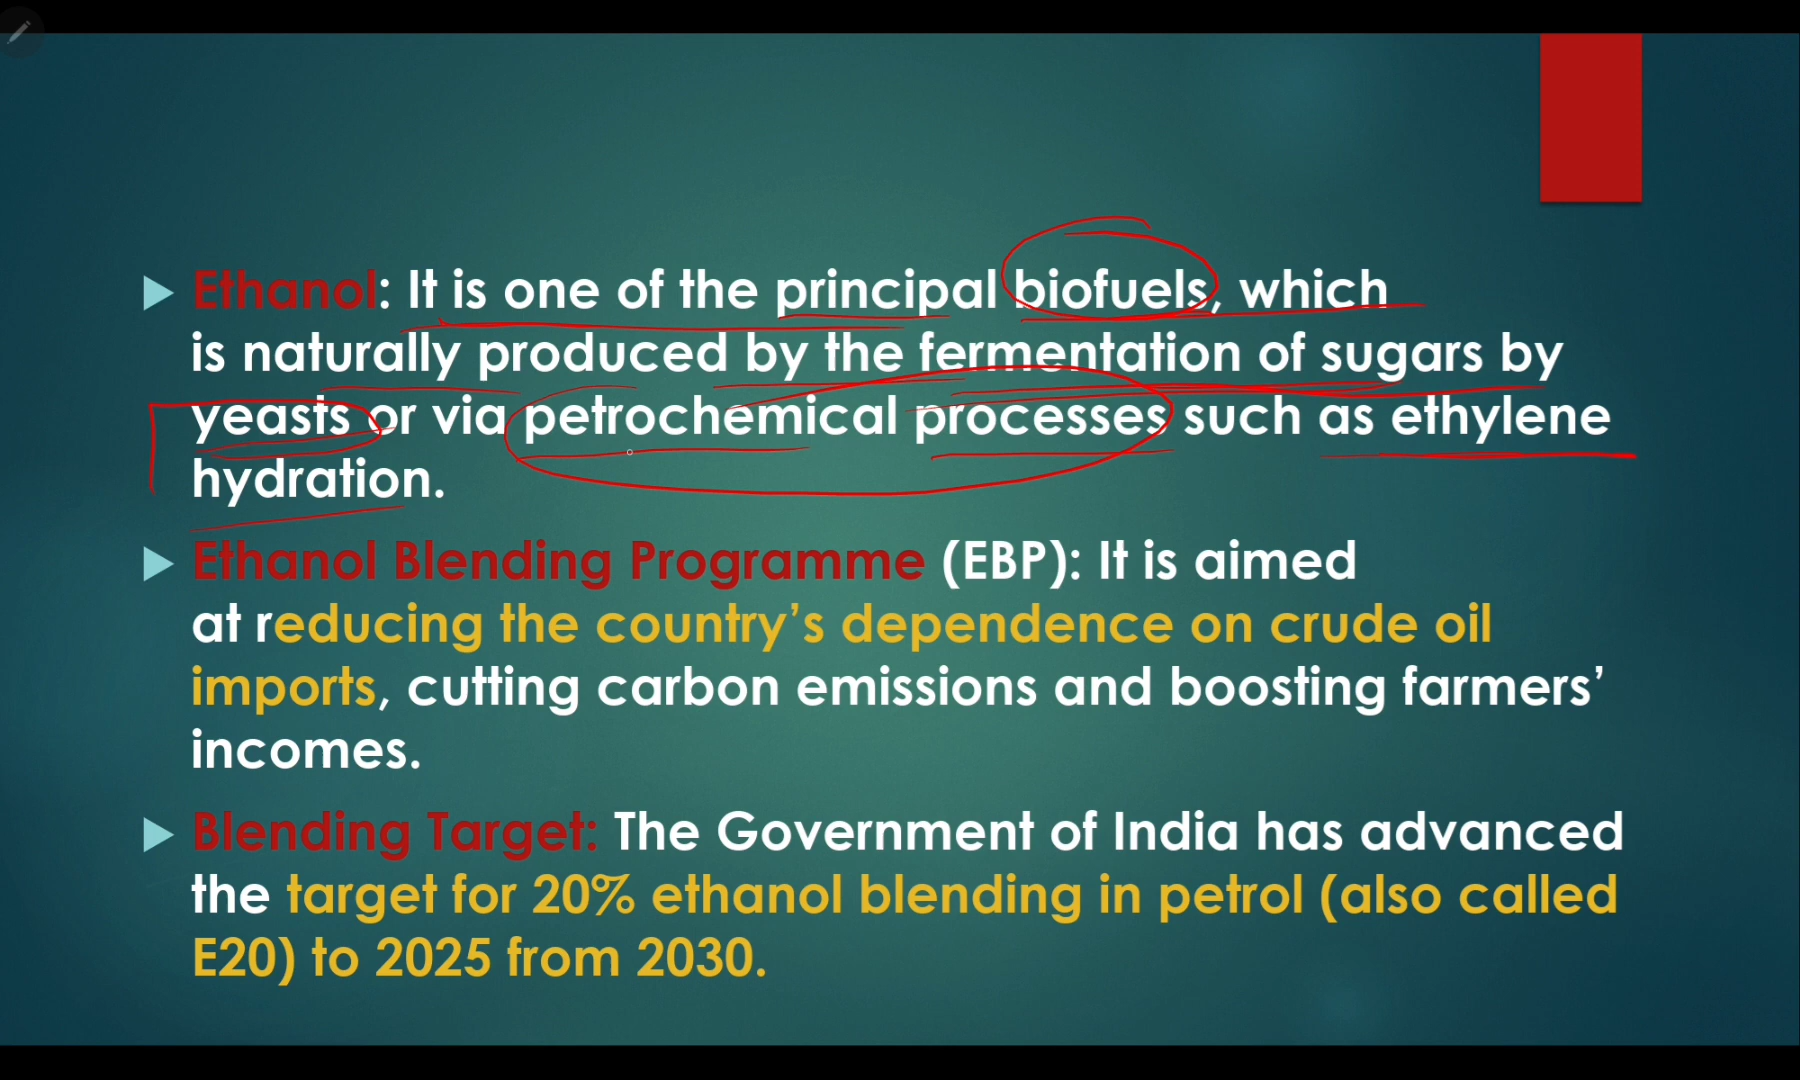 Ethanol: It is one of the principal biofuels, which
is naturally produced by the fermentation of sugars by
yeasts or via petrochemical processes such as ethylene
hydration.
Ethanol Blending Programme (EBP): It is aimed
at reducing the country’s dependence on crude oil
imports, cutting carbon emissions and boosting farmers’
incomes.
Blending Target: The Government of India has advanced
the target for 20% ethanol blending in petrol (also called
E20) to 2025 from 2030.